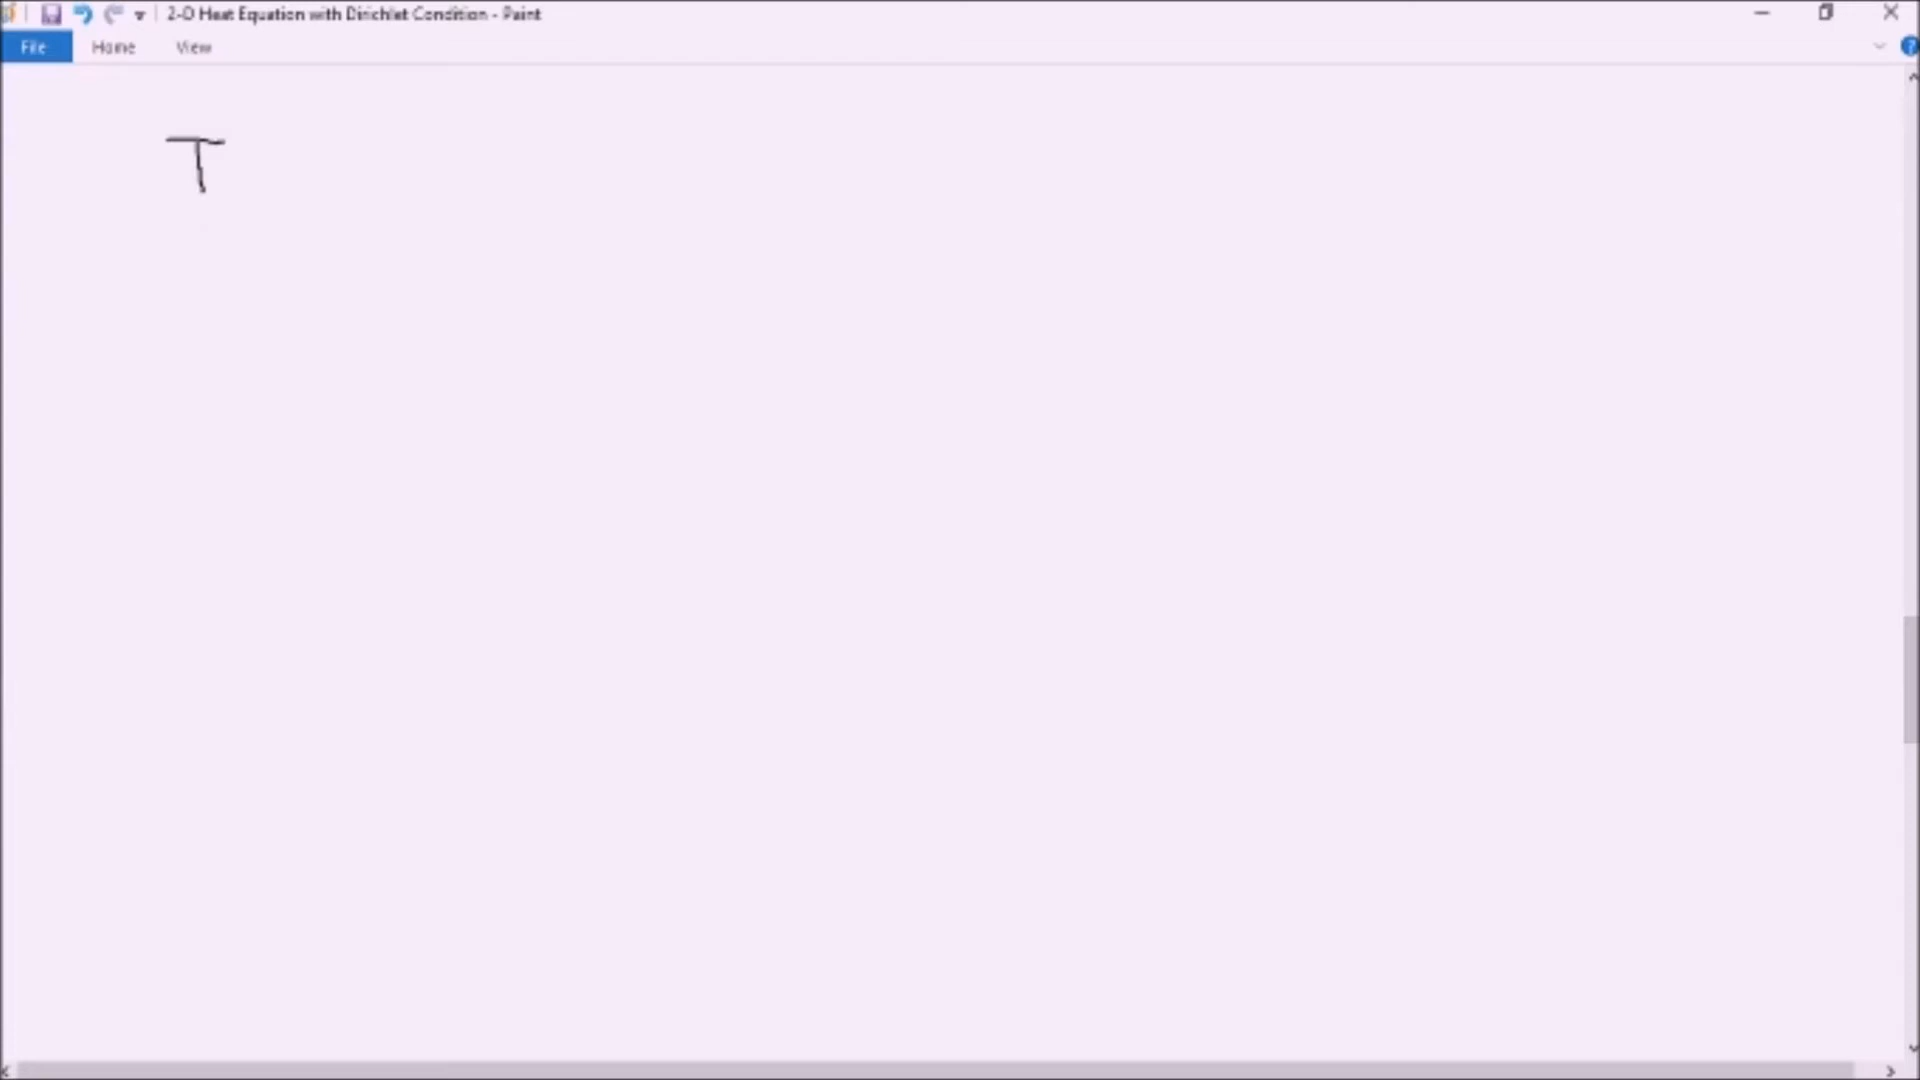 2-D Heat Equation with Dirichlet Condition - Paint
File Home View
T